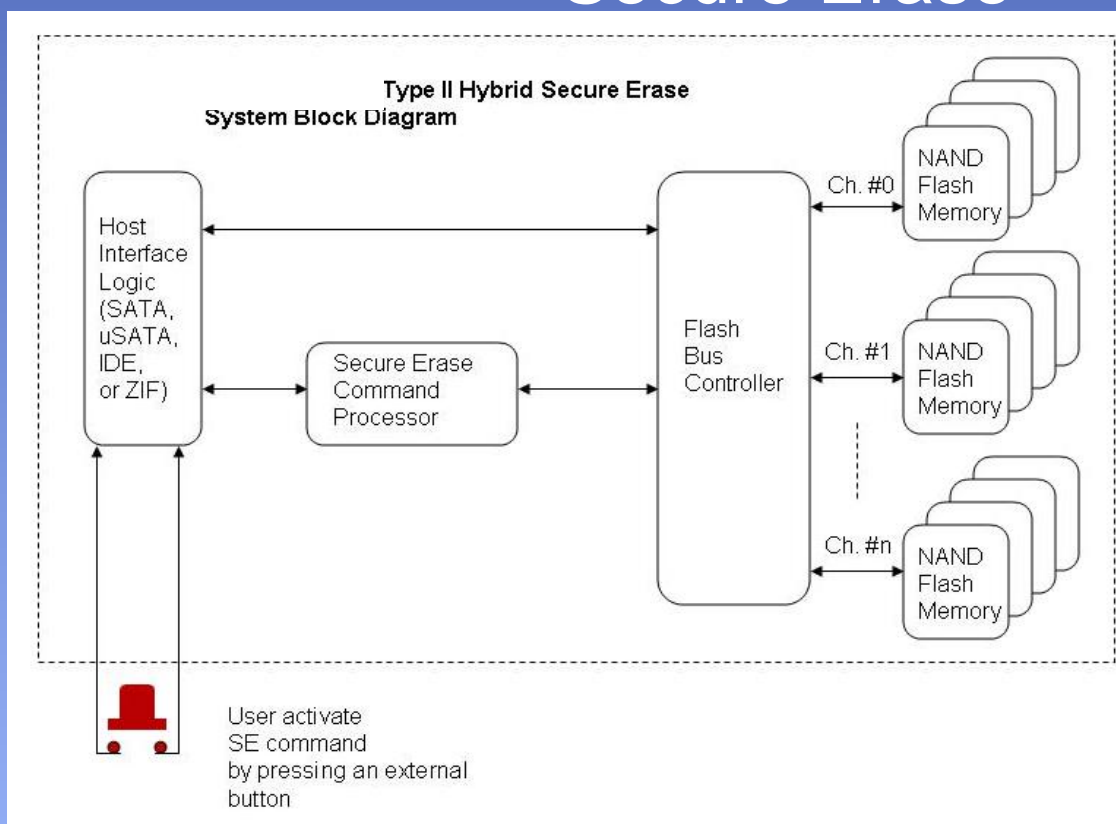 Secure Erase
Type II Hybrid Secure Erase
System Block Diagram
Host
Interface
Logic
(SATA,
uSATA,
IDE,
or ZIF)
Secure Erase
Command
Processor
Flash
Bus
Controller
Ch. #0
NAND
Flash
Memory
Ch. #1
NAND
Flash
Memory
Ch. #n
NAND
Flash
Memory
User activate
SE command
by pressing an external
button